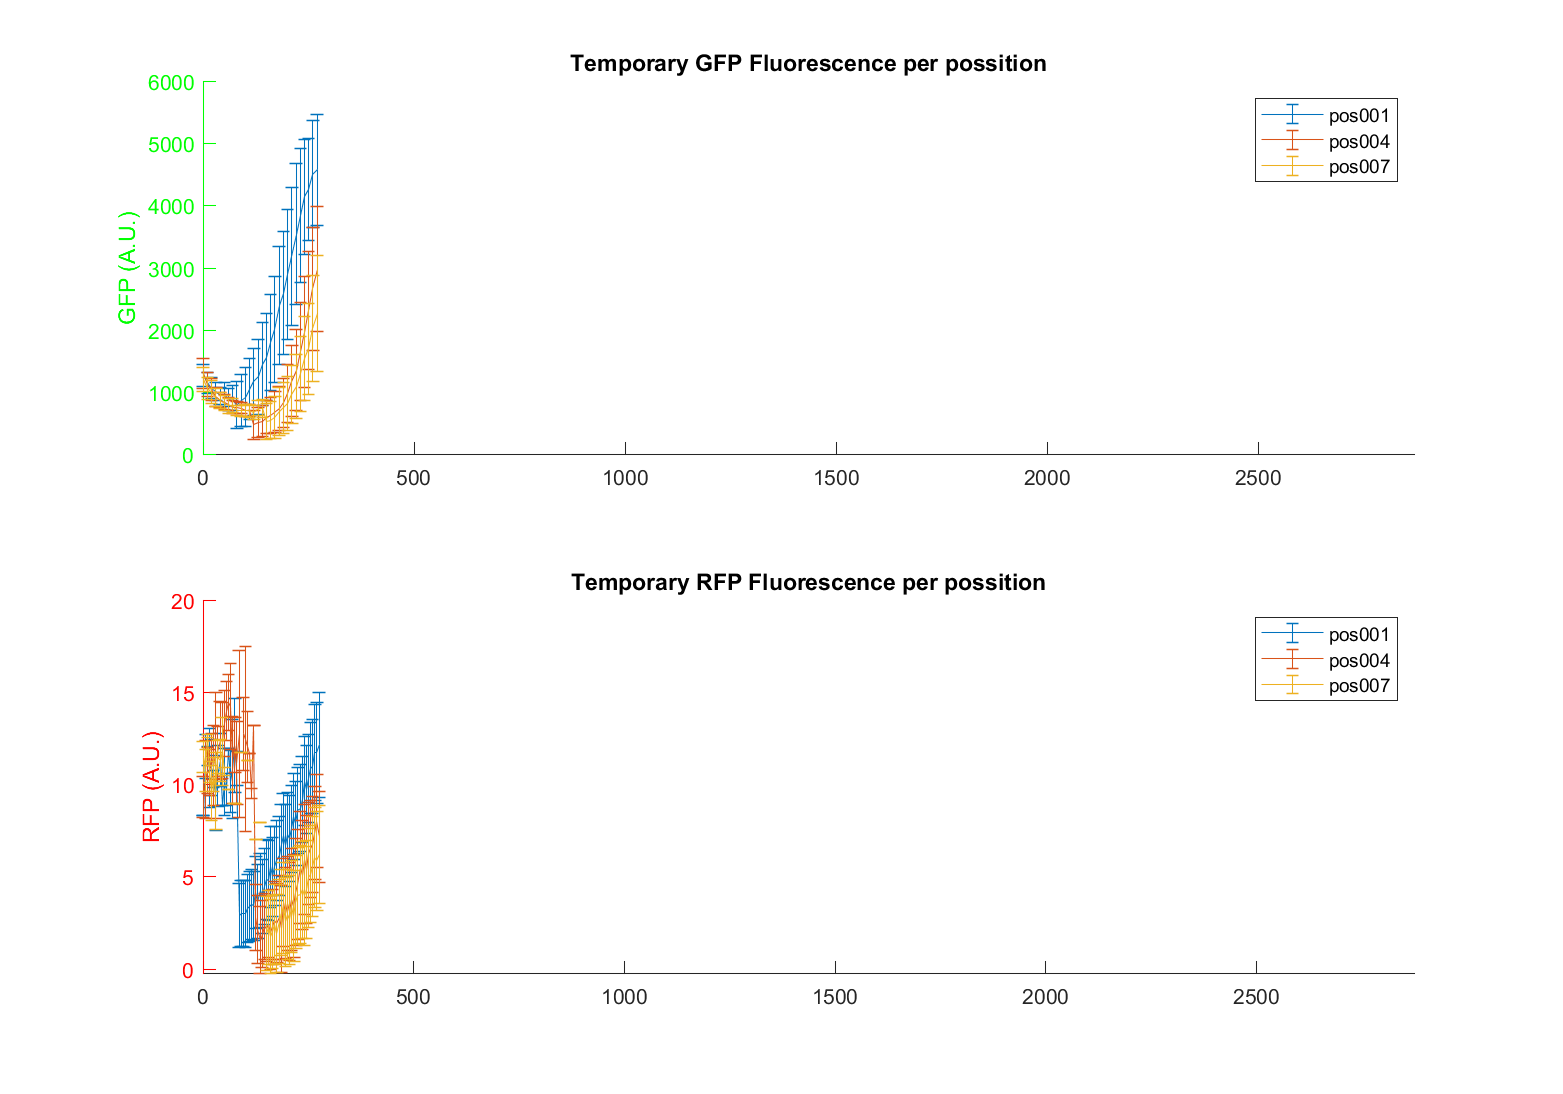 Temporary GFP Fluorescence per possition
6000
5000
4000
3000
2000
1000
0
GFP (A.U.)
pos001
pos004
pos007
0 500 1000 1500 2000 2500
Temporary RFP Fluorescence per possition
20
15
10
5
0
RFP (A.U.)
pos001
pos004
pos007
0 500 1000 1500 2000 2500